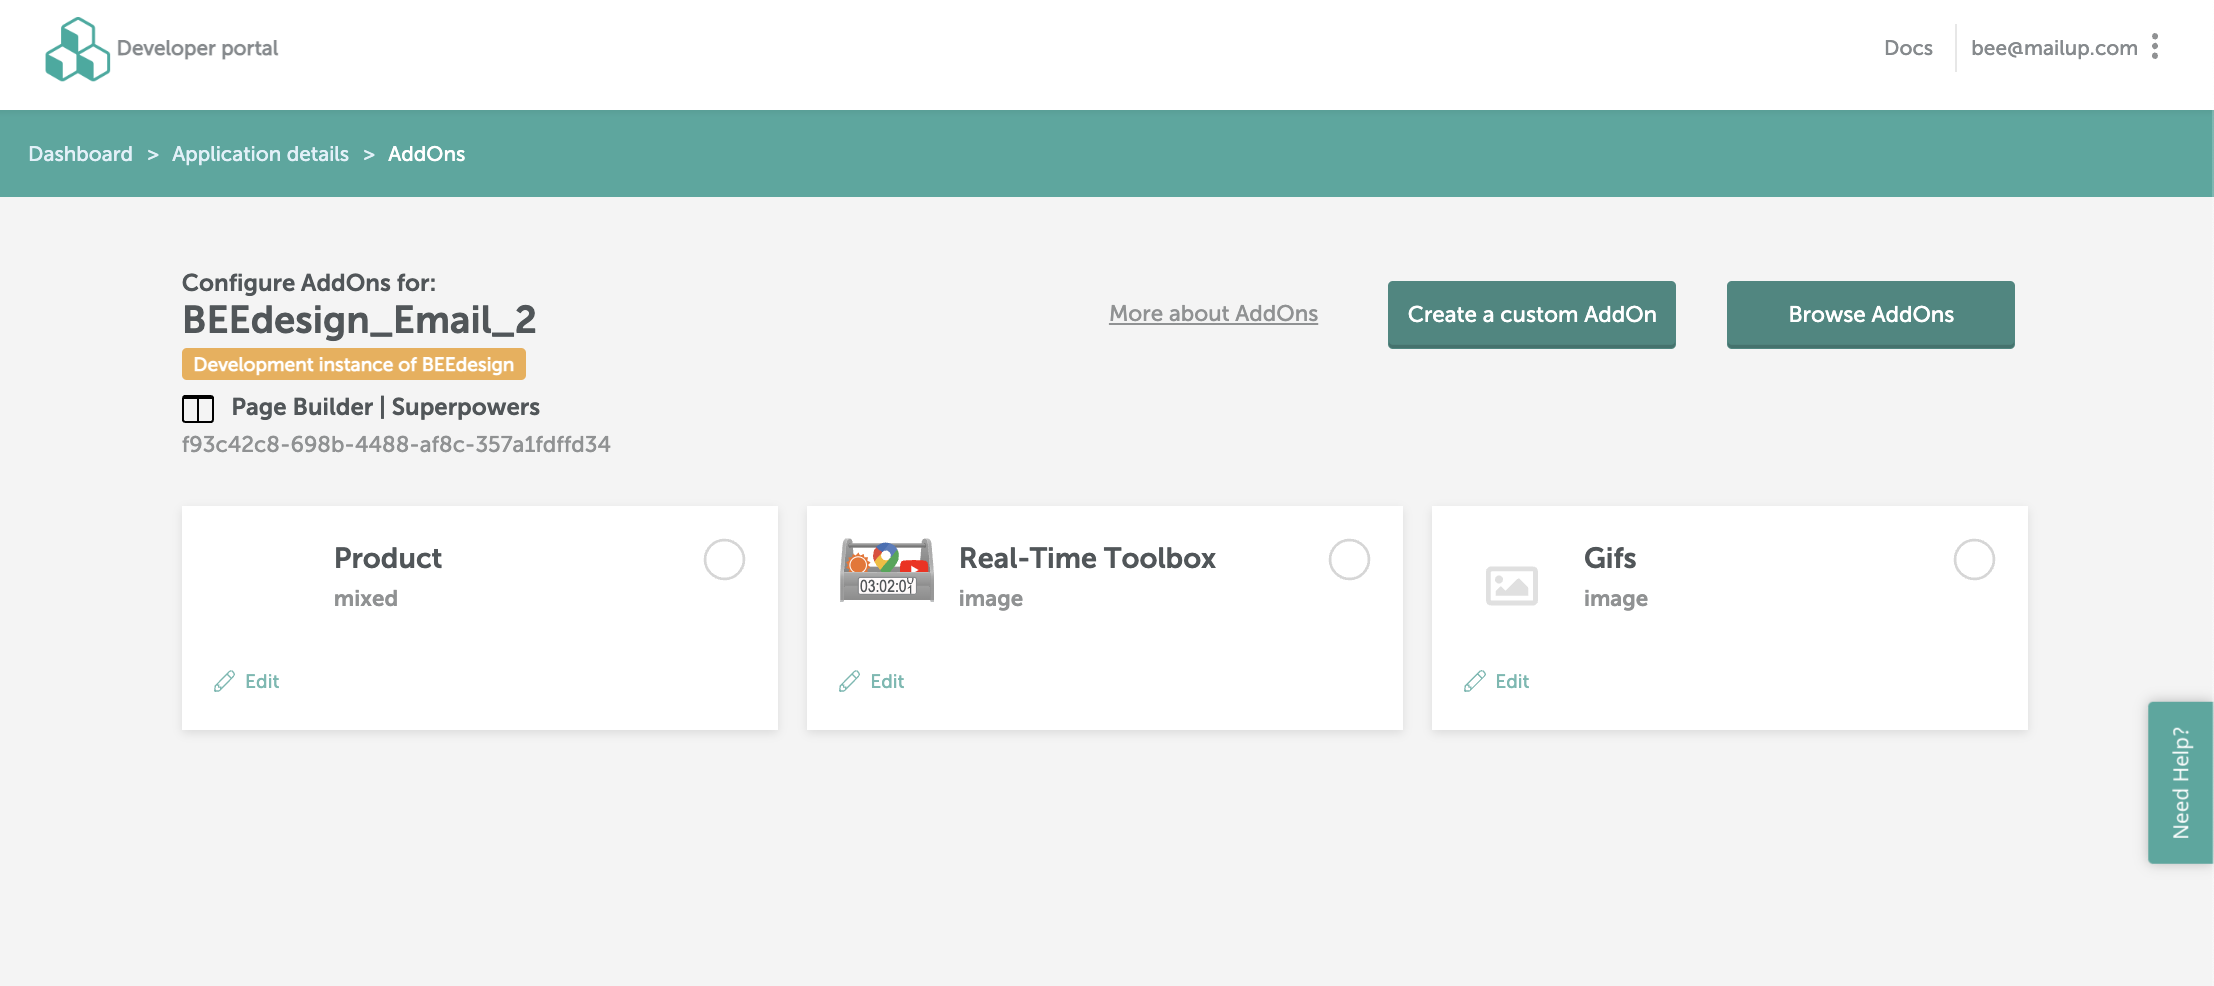 Developer portal
Docs
bee@mailup.com
Dashboard > Application details > AddOns
Configure AddOns for:
BEEdesign_Email_2
Development instance of BEEdesign
Page Builder | Superpowers
f93c42c8-698b-4488-af8c-357a1fdffd34
More about AddOns
Create a custom AddOn
Browse AddOns
Product
mixed
Edit
03:02:0
Real-Time Toolbox
image
Edit
Gifs
image
Edit
Need Help?